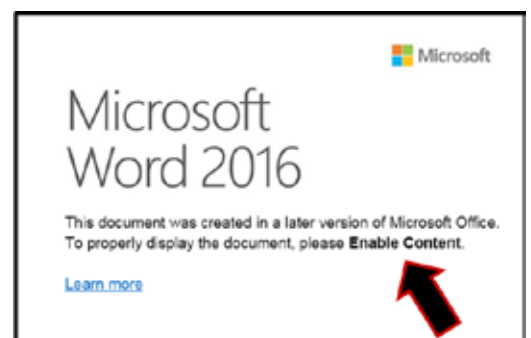 Microsoft
Microsoft
Word 2016
This document was created in a later version of Microsoft Office.
To properly display the document, please Enable Content.
Learn more